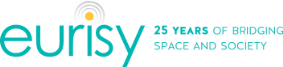 eurisy
25 YEARS OF BRIDGING
SPACE AND SOCIETY